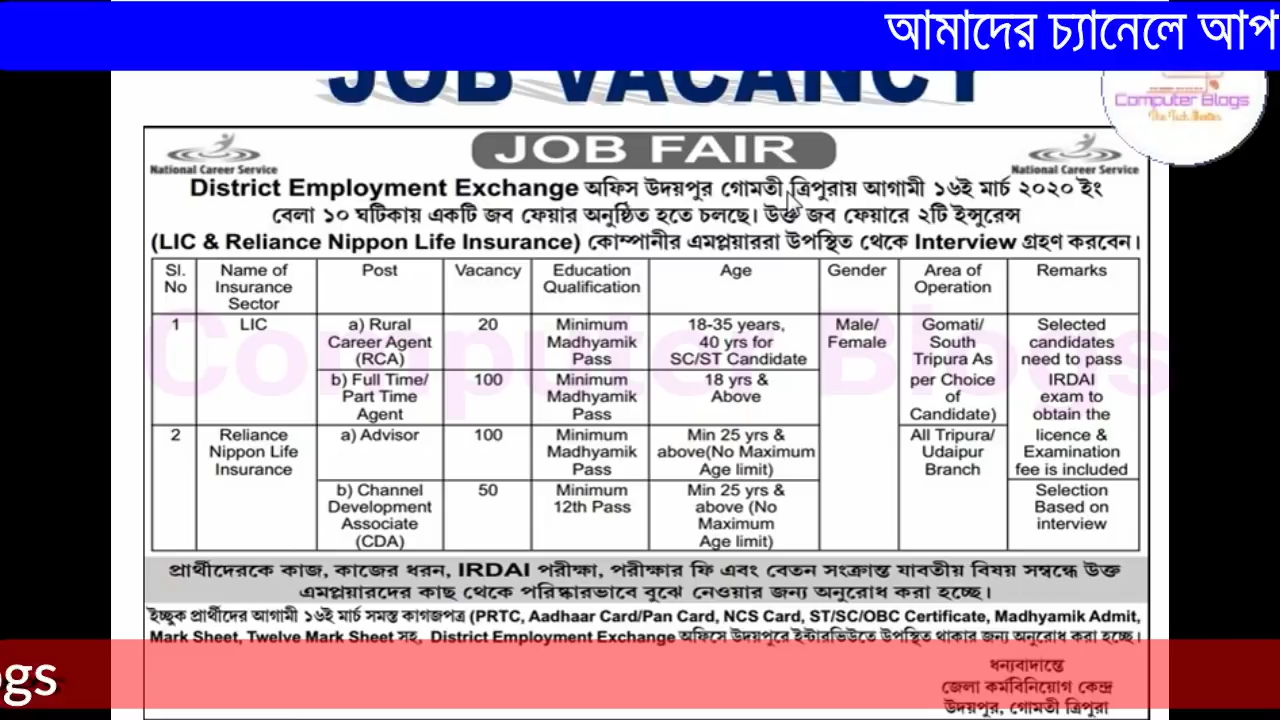 আমাদের চ্যানেলে আপ
JOB VACANCY
Computer Blogs
National Career Service
JOB FAIR
National Career Service
District Employment Exchange অফিস উদয়পুর গোমতী ত্রিপুরায় আগামী ১৬ই মার্চ ২০২০ ইং
বেলা ১০ ঘটিকায় একটি জব ফেয়ার অনুষ্ঠিত হতে চলছে। উক্ত জব ফেয়ারে ২টি ইন্সুরেন্স
(LIC & Reliance Nippon Life Insurance) কোম্পানীর এমপ্লয়াররা উপস্থিত থেকে Interview গ্রহণ করবেন।
Sl. No Name of Insurance Sector Post Vacancy Education Qualification Age Gender Area of Operation Remarks
1 LIC a) Rural Career Agent (RCA) 20 Minimum Madhyamik Pass 18-35 years, 40 yrs for SC/ST Candidate Male/ Female Gomati/ South Tripura As per Choice of Candidate) Selected candidates need to pass IRDAI exam to obtain the licence & Examination fee is included
b) Full Time/ Part Time Agent 100 Minimum Madhyamik Pass 18 yrs & Above
2 Reliance Nippon Life Insurance a) Advisor 100 Minimum Madhyamik Pass Min 25 yrs & above(No Maximum Age limit) All Tripura/ Udaipur Branch
b) Channel Development Associate (CDA) 50 Minimum 12th Pass Min 25 yrs & above (No Maximum Age limit) Selection Based on interview
Computer Blogs
প্রার্থীদেরকে কাজ, কাজের ধরন, IRDAI পরীক্ষা, পরীক্ষার ফি এবং বেতন সংক্রান্ত যাবতীয় বিষয় সম্বন্ধে উক্ত
এমপ্লয়ারদের কাছ থেকে পরিষ্কারভাবে বুঝে নেওয়ার জন্য অনুরোধ করা হচ্ছে।
ইচ্ছুক প্রার্থীদের আগামী ১৬ই মার্চ সমস্ত কাগজপত্র (PRTC, Aadhaar Card/Pan Card, NCS Card, ST/SC/OBC Certificate, Madhyamik Admit,
Mark Sheet, Twelve Mark Sheet সহ, District Employment Exchange অফিসে উদয়পুরে ইন্টারভিউতে উপস্থিত থাকার জন্য অনুরোধ করা হচ্ছে।
ogs
ধন্যবাদান্তে
জেলা কর্মবিনিয়োগ কেন্দ্র
উদয়পুর, গোমতী ত্রিপুরা